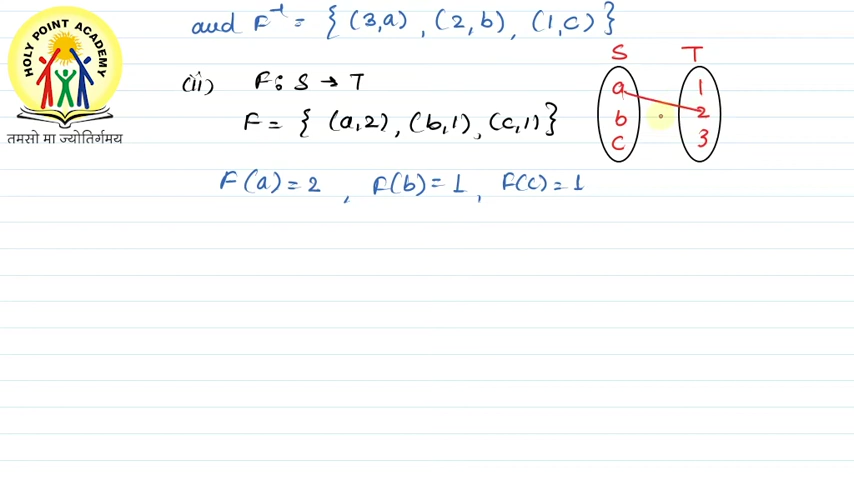 and F⁻¹ = { (3,a) , (2,b) , (1,c) }
HOLY POINT ACADEMY
तमसो मा ज्योतिर्गमय
(ii) F: S → T
F = { (a,2) , (b,1) , (c,1) }
S T
a 1
b 2
c 3
F(a) = 2 , F(b) = 1 , F(c) = 1